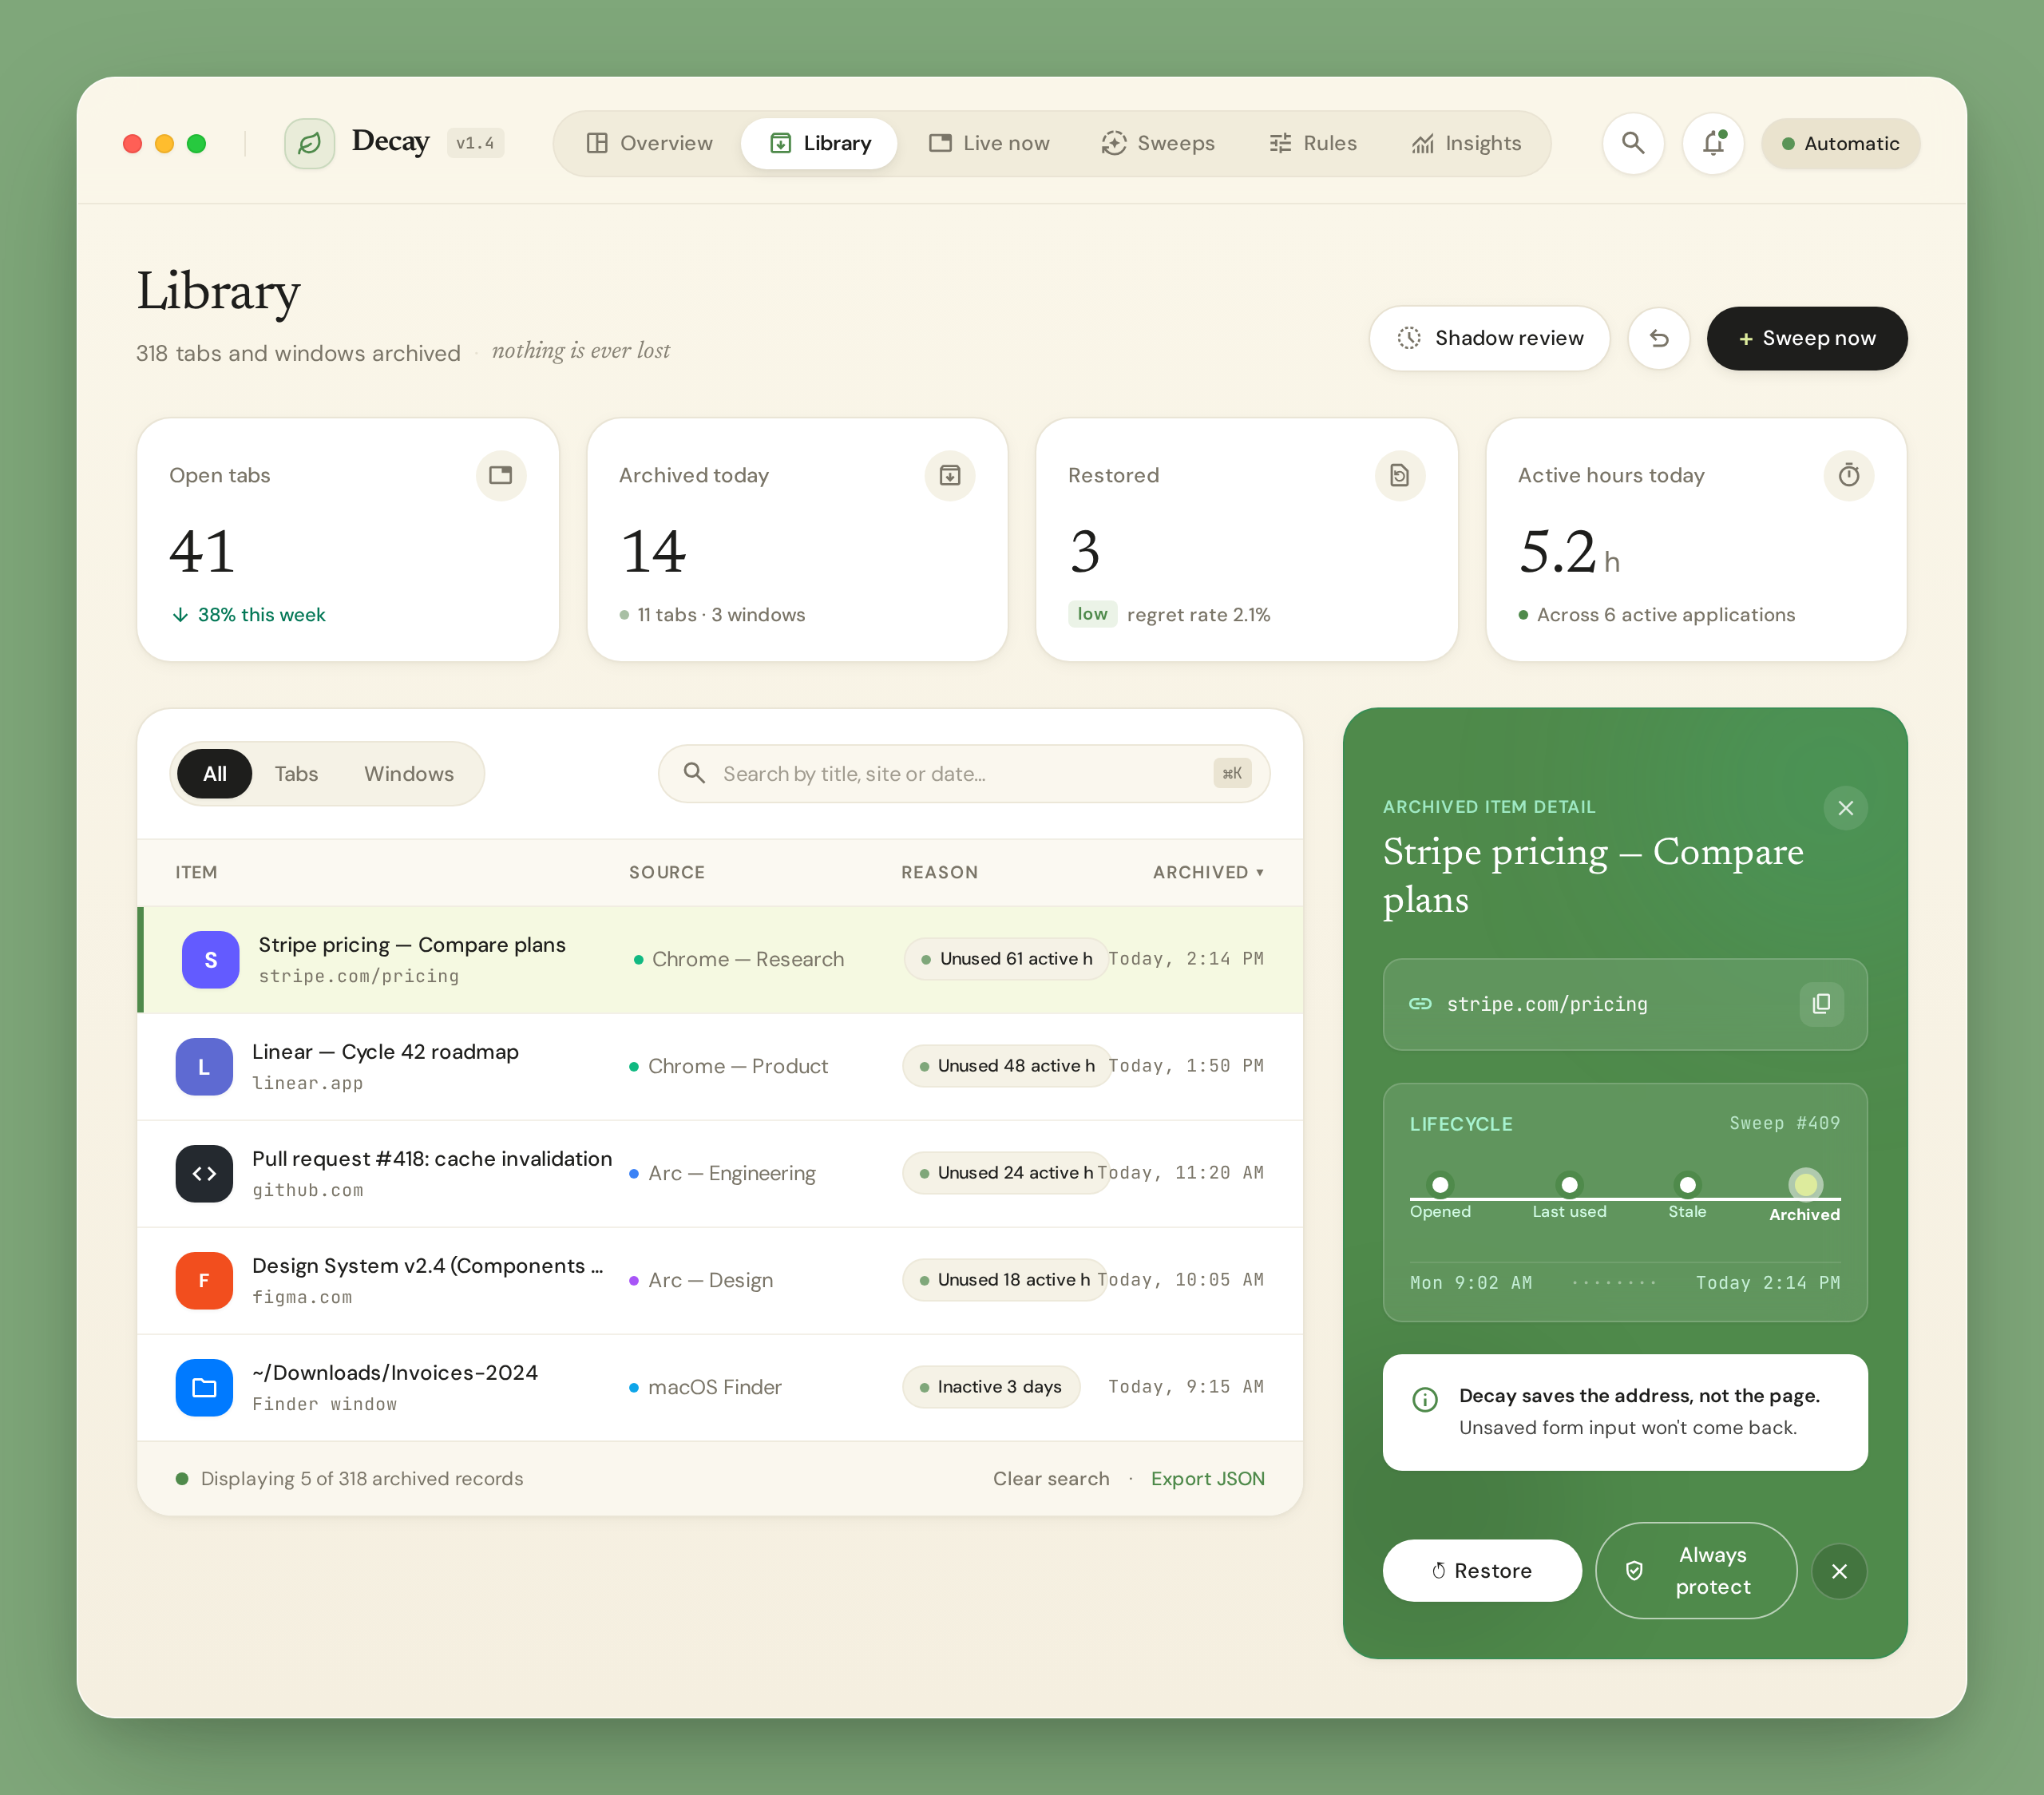 Decay v1.4 Overview Library Live now Sweeps Rules Insights Automatic
Library
318 tabs and windows archived · nothing is ever lost
Shadow review + Sweep now
Open tabs
41
↓ 38% this week
Archived today
14
11 tabs · 3 windows
Restored
3
low regret rate 2.1%
Active hours today
5.2 h
Across 6 active applications
All Tabs Windows
Search by title, site or date... ⌘K
ITEM SOURCE REASON ARCHIVED ▾
S Stripe pricing — Compare plans
stripe.com/pricing
Chrome — Research Unused 61 active h Today, 2:14 PM
L Linear — Cycle 42 roadmap
linear.app
Chrome — Product Unused 48 active h Today, 1:50 PM
Pull request #418: cache invalidation
github.com
Arc — Engineering Unused 24 active h Today, 11:20 AM
F Design System v2.4 (Components ...
figma.com
Arc — Design Unused 18 active h Today, 10:05 AM
~/Downloads/Invoices-2024
Finder window
macOS Finder Inactive 3 days Today, 9:15 AM
Displaying 5 of 318 archived records
Clear search · Export JSON
ARCHIVED ITEM DETAIL
Stripe pricing — Compare
plans
stripe.com/pricing
LIFECYCLE Sweep #409
Opened Last used Stale Archived
Mon 9:02 AM ········ Today 2:14 PM
Decay saves the address, not the page.
Unsaved form input won't come back.
Restore
Always
protect